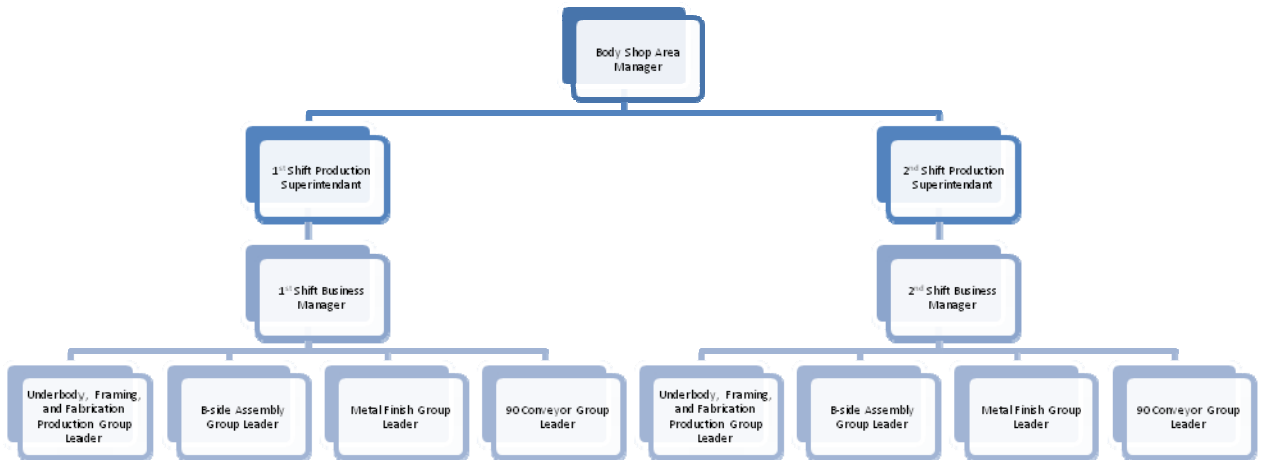 Body Shop Area
Manager
1st Shift Production
Superintendant
2nd Shift Production
Superintendant
1st Shift Business
Manager
2nd Shift Business
Manager
Underbody, Framing,
and Fabrication
Production Group
Leader
B-side Assembly
Group Leader
Metal Finish Group
Leader
90 Conveyor Group
Leader
Underbody, Framing,
and Fabrication
Production Group
Leader
B-side Assembly
Group Leader
Metal Finish Group
Leader
90 Conveyor Group
Leader